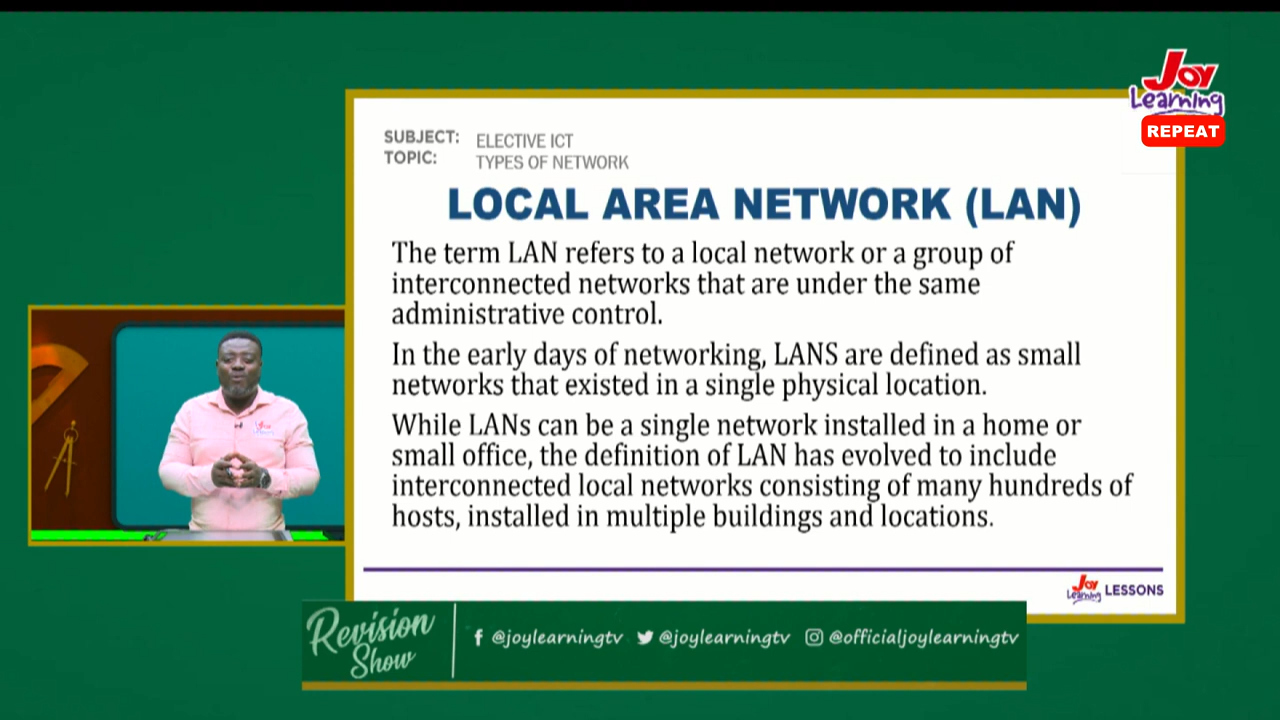 Joy
Learning
REPEAT
SUBJECT: ELECTIVE ICT
TOPIC: TYPES OF NETWORK
LOCAL AREA NETWORK (LAN)
The term LAN refers to a local network or a group of
interconnected networks that are under the same
administrative control.
In the early days of networking, LANS are defined as small
networks that existed in a single physical location.
While LANs can be a single network installed in a home or
small office, the definition of LAN has evolved to include
interconnected local networks consisting of many hundreds of
hosts, installed in multiple buildings and locations.
Joy Learning LESSONS
Revision
Show
@joylearningtv @joylearningtv @officialjoylearningtv